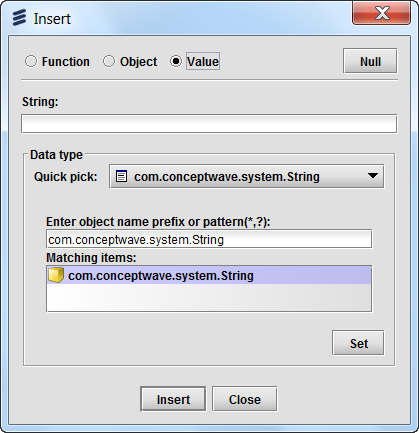 Insert
Function Object Value Null
String:
Data type
Quick pick: com.conceptwave.system.String
Enter object name prefix or pattern(*,?):
com.conceptwave.system.String
Matching items:
com.conceptwave.system.String
Set
Insert Close